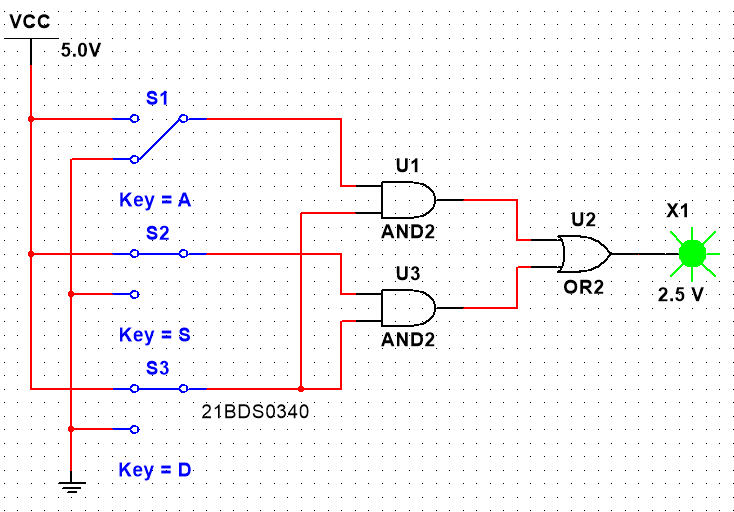 VCC
5.0V
S1
Key = A
U1
AND2
S2
U2
OR2
X1
2.5 V
U3
AND2
Key = S
S3
21BDS0340
Key = D